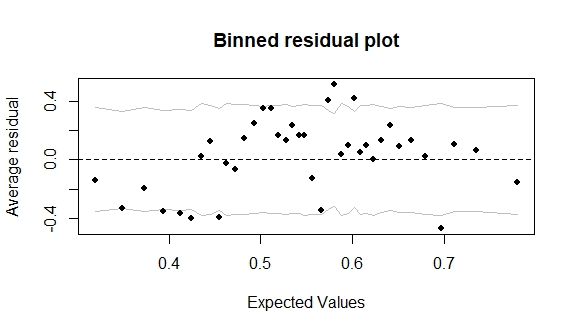 Binned residual plot
Average residual
0.4
0.0
-0.4
0.4 0.5 0.6 0.7
Expected Values